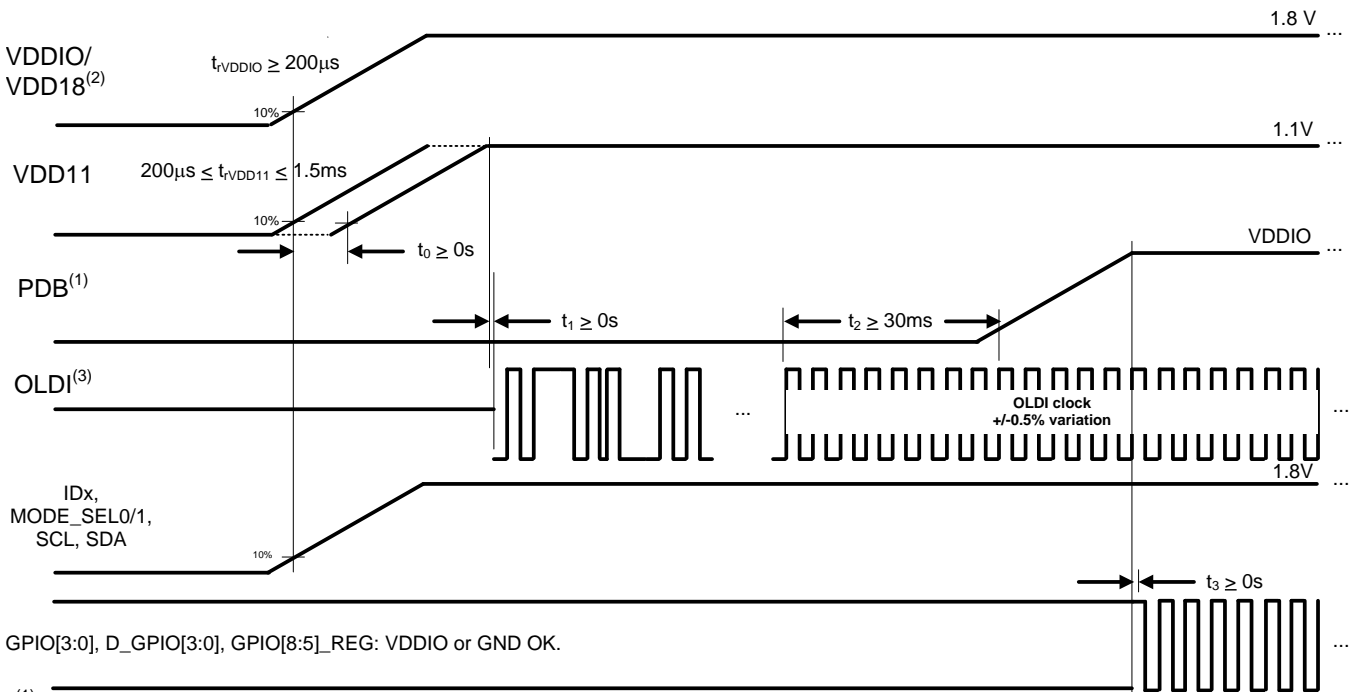 1.8 V
...
VDDIO/
VDD18(2)
trVDDIO ≥ 200μs
10%
1.1V
...
VDD11
200μs ≤ trVDD11 ≤ 1.5ms
10%
t0 ≥ 0s
VDDIO
...
PDB(1)
t1 ≥ 0s
t2 ≥ 30ms
OLDI(3)
...
OLDI clock
+/-0.5% variation
...
1.8V
...
IDx,
MODE_SEL0/1,
SCL, SDA
10%
t3 ≥ 0s
GPIO[3:0], D_GPIO[3:0], GPIO[8:5]_REG: VDDIO or GND OK.
...
(1)